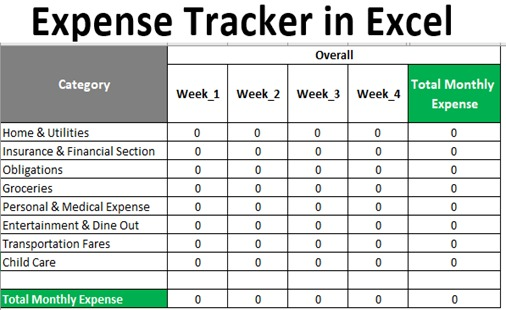 Expense Tracker in Excel
Overall
Category Week_1 Week_2 Week_3 Week_4 Total Monthly Expense
Home & Utilities 0 0 0 0 0
Insurance & Financial Section 0 0 0 0 0
Obligations 0 0 0 0 0
Groceries 0 0 0 0 0
Personal & Medical Expense 0 0 0 0 0
Entertainment & Dine Out 0 0 0 0 0
Transportation Fares 0 0 0 0 0
Child Care 0 0 0 0 0
Total Monthly Expense 0 0 0 0 0